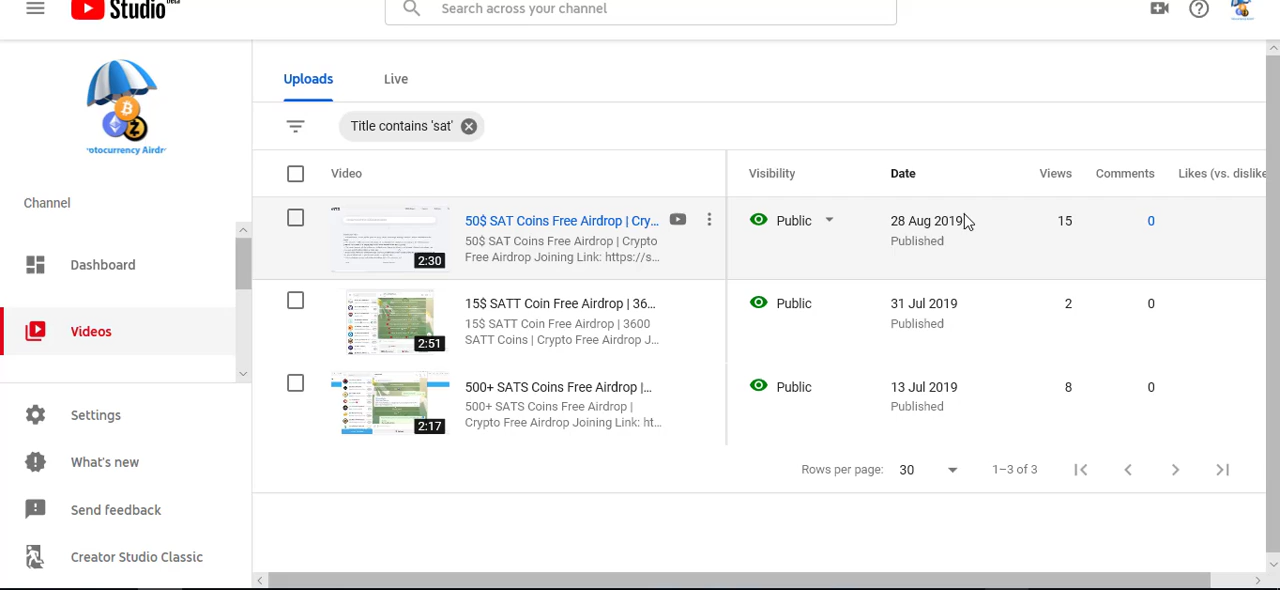 Studio beta
Search across your channel
Uploads
Live
Title contains 'sat'
otocurrency Airdr
Channel
Dashboard
Videos
Settings
What's new
Send feedback
Creator Studio Classic
Video
Visibility
Date
Views
Comments
Likes (vs. dislike
2:30
50$ SAT Coins Free Airdrop | Cry...
50$ SAT Coins Free Airdrop | Crypto
Free Airdrop Joining Link: https://s...
Public
28 Aug 2019
Published
15
0
2:51
15$ SATT Coin Free Airdrop | 36...
15$ SATT Coin Free Airdrop | 3600
SATT Coins | Crypto Free Airdrop J...
Public
31 Jul 2019
Published
2
0
2:17
500+ SATS Coins Free Airdrop |...
500+ SATS Coins Free Airdrop |
Crypto Free Airdrop Joining Link: ht...
Public
13 Jul 2019
Published
8
0
Rows per page: 30
1–3 of 3